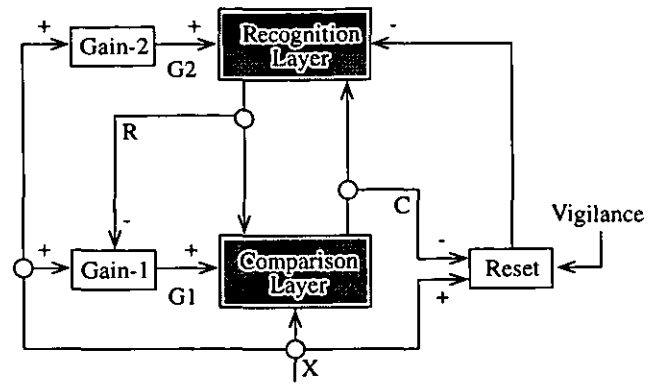 + + Recognition -
Gain-2 Layer
G2
R
C
Vigilance
- -
+ + Comparison
Gain-1 Layer Reset
G1 +
X